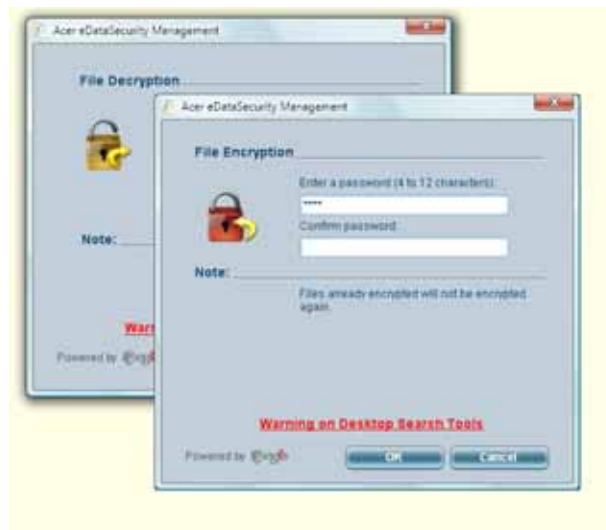 Acer eDataSecurity Management
File Decryption
Note:
Warn
Powered by Egis
Acer eDataSecurity Management
File Encryption
Enter a password (4 to 12 characters):
****
Confirm password:
Note:
Files already encrypted will not be encrypted
again.
Warning on Desktop Search Tools
Powered by
OK
Cancel